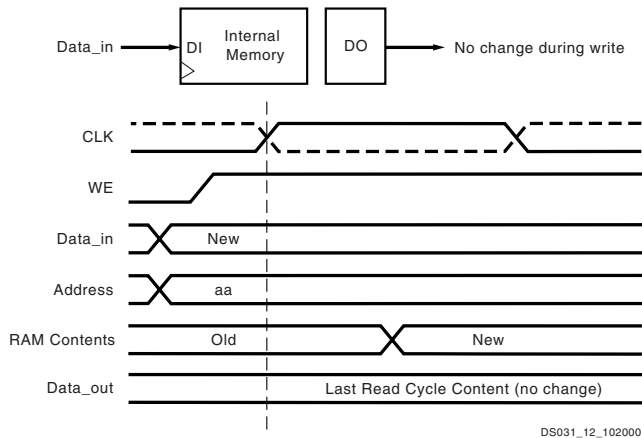 Data_in
DI
Internal
Memory
DO
No change during write
CLK
WE
Data_in
New
Address
aa
RAM Contents
Old
New
Data_out
Last Read Cycle Content (no change)
DS031_12_102000